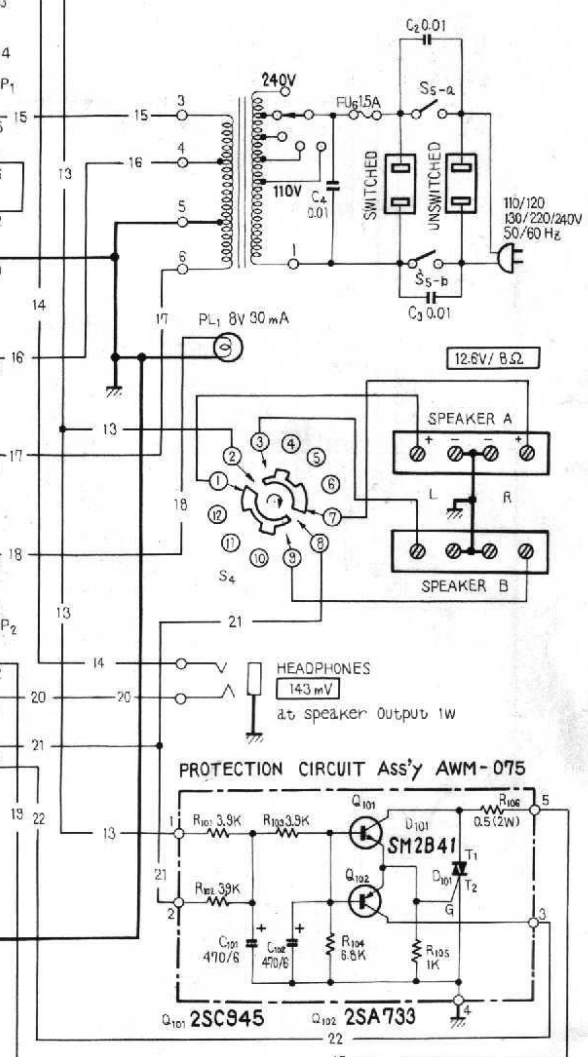 4
P1
C2 0.01
240V
S5-a
FU6 1.5A
3
15
15
13
4
16
SWITCHED
UNSWITCHED
110V
C4
0.01
110/120
130/220/240V
50/60 Hz
5
1
6
S5-b
C3 0.01
14
17
PL1 8V 30mA
16
12.6V/8Ω
SPEAKER A
+ − − +
13
17
1 2 3 4 5 6 7 8 9 10 11 12
L R
18
S4
SPEAKER B
18
13
21
P2
14
HEADPHONES
143 mV
20
20
at speaker Output 1W
21
PROTECTION CIRCUIT Ass'y AWM-075
19
22
13
1
R101 3.9K
R103 3.9K
Q101
D101
SM2B41
R106
0.5(2W)
5
21
Q102
D101
T1
T2
2
R102 3.9K
G
3
C101
470/6
+
C102
470/6
+
R104
6.8K
R105
1K
4
Q101 2SC945
Q102 2SA733
22